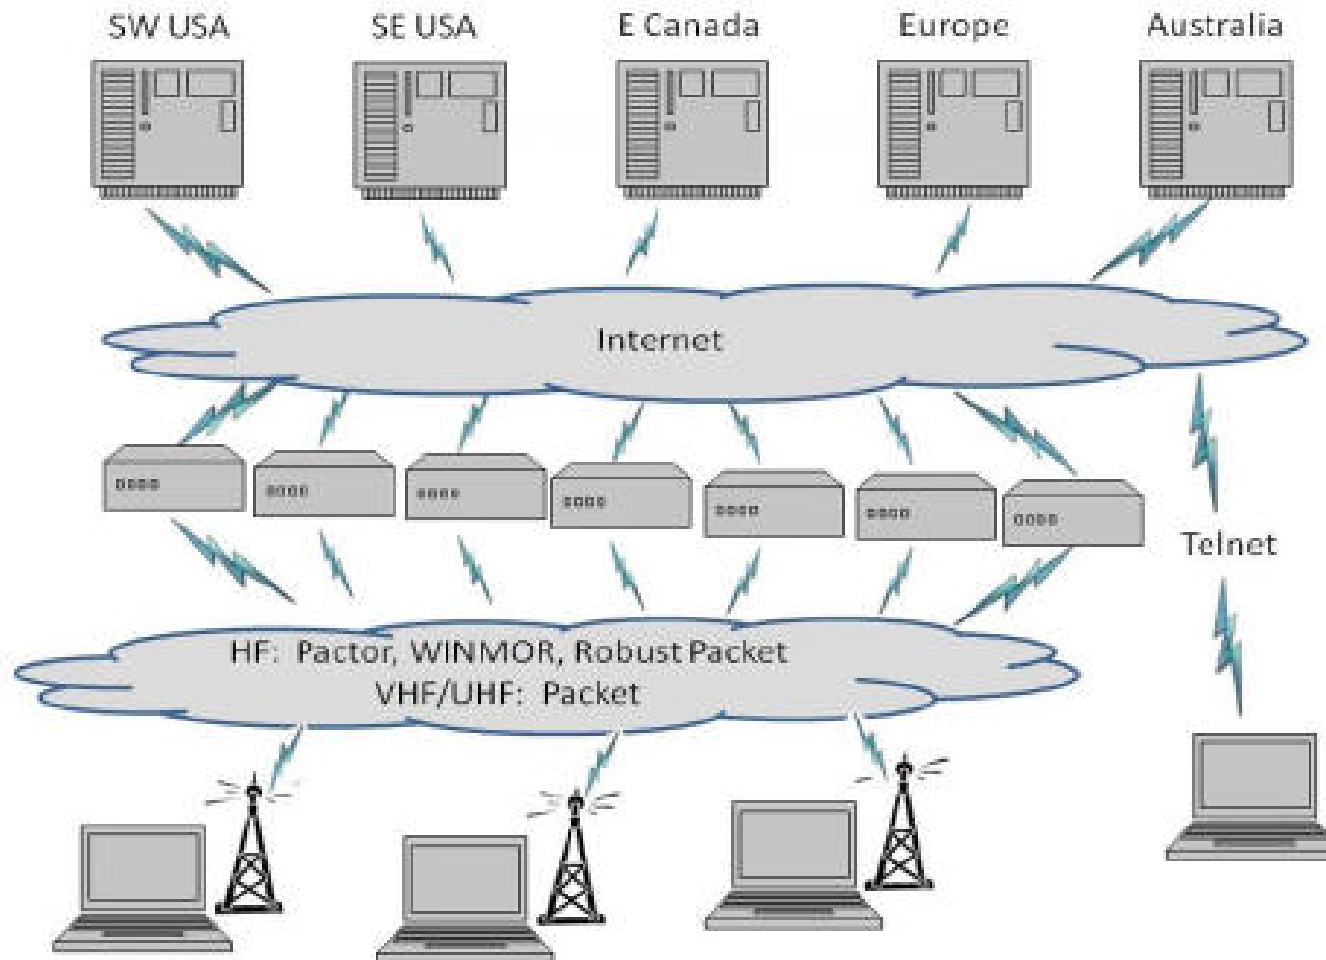 SW USA
SE USA
E Canada
Europe
Australia
Internet
Telnet
HF: Pactor, WINMOR, Robust Packet
VHF/UHF: Packet